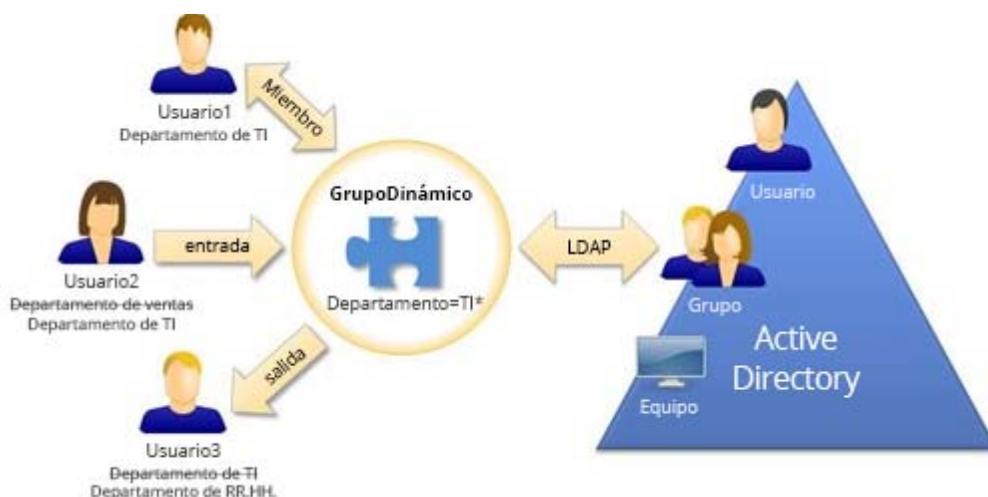 Usuario1
Departamento de TI
Miembro
Usuario2
Departamento de ventas
Departamento de TI
entrada
Usuario3
Departamento de TI
Departamento de RR.HH.
salida
GrupoDinámico
Departamento=TI*
LDAP
Usuario
Grupo
Equipo
Active
Directory